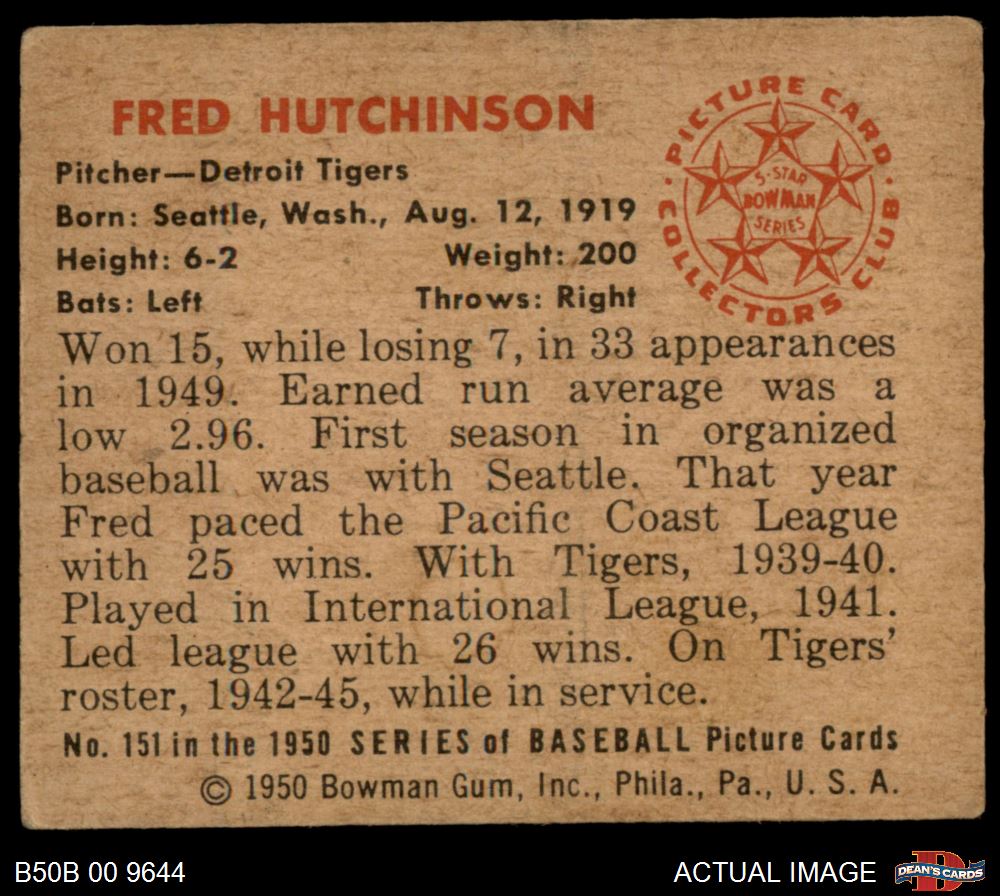 FRED HUTCHINSON
Pitcher—Detroit Tigers
Born: Seattle, Wash., Aug. 12, 1919
Height: 6-2 Weight: 200
Bats: Left Throws: Right
PICTURE CARD
COLLECTORS CLUB
5-STAR
BOWMAN
SERIES
Won 15, while losing 7, in 33 appearances
in 1949. Earned run average was a
low 2.96. First season in organized
baseball was with Seattle. That year
Fred paced the Pacific Coast League
with 25 wins. With Tigers, 1939-40.
Played in International League, 1941.
Led league with 26 wins. On Tigers'
roster, 1942-45, while in service.
No. 151 in the 1950 SERIES of BASEBALL Picture Cards
© 1950 Bowman Gum, Inc., Phila., Pa., U. S. A.
B50B 00 9644
ACTUAL IMAGE
DEAN'S CARDS